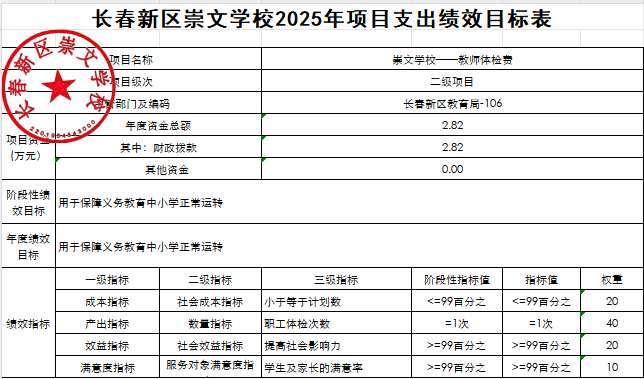 长春新区崇文学校2025年项目支出绩效目标表
项目名称 崇文学校——教师体检费
项目级次 二级项目
部门及编码 长春新区教育局-106
项目资金（万元） 年度资金总额 2.82
其中：财政拨款 2.82
其他资金 0.00
阶段性绩效目标 用于保障义务教育中小学正常运转
年度绩效目标 用于保障义务教育中小学正常运转
绩效指标 一级指标 二级指标 三级指标 阶段性指标值 指标值 权重
成本指标 社会成本指标 小于等于计划数 <=99百分之 <=99百分之 20
产出指标 数量指标 职工体检次数 =1次 =1次 40
效益指标 社会效益指标 提高社会影响力 >=99百分之 >=99百分之 20
满意度指标 服务对象满意度指 学生及家长的满意率 >=99百分之 >=99百分之 10
长春新区崇文学校
2201954543000